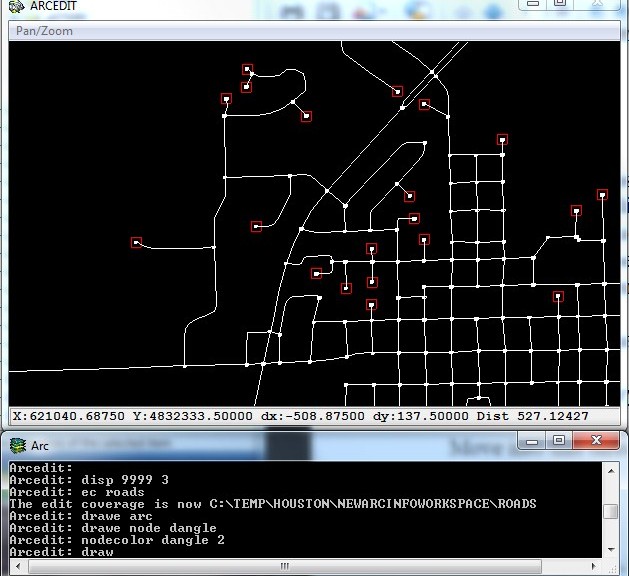 ARCEDIT
Pan/Zoom
X:621040.68750 Y:4832333.50000 dx:-508.87500 dy:137.50000 Dist 527.12427
Arc
Arcedit:
Arcedit: disp 9999 3
Arcedit: ec roads
The edit coverage is now C:\TEMP\HOUSTON\NEWARCINFOWORKSPACE\ROADS
Arcedit: drawe arc
Arcedit: drawe node dangle
Arcedit: nodecolor dangle 2
Arcedit: draw